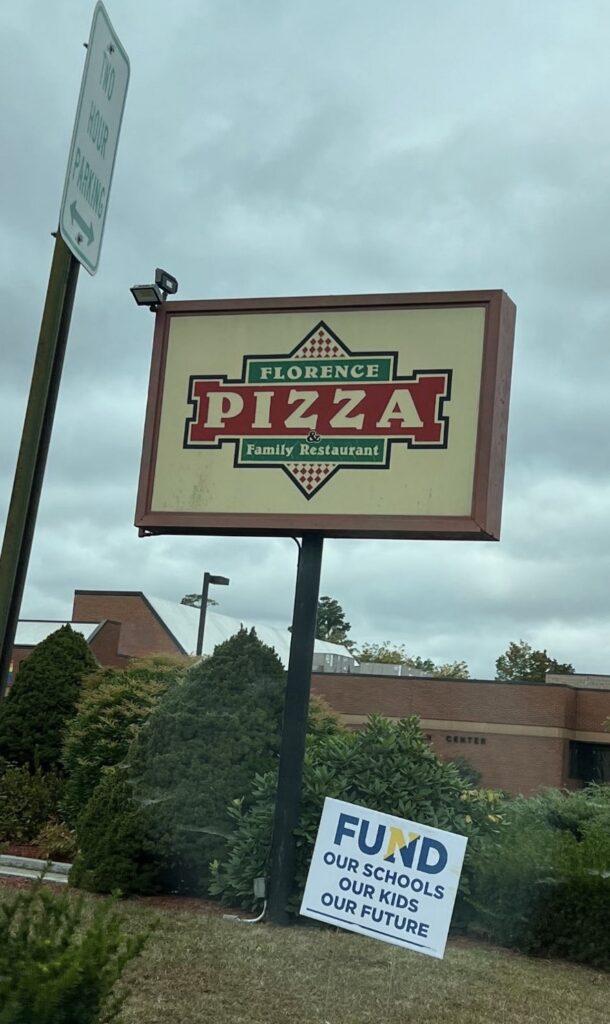 TWO
HOUR
PARKING
FLORENCE
PIZZA
&
Family Restaurant
CENTER
FUND
OUR SCHOOLS
OUR KIDS
OUR FUTURE